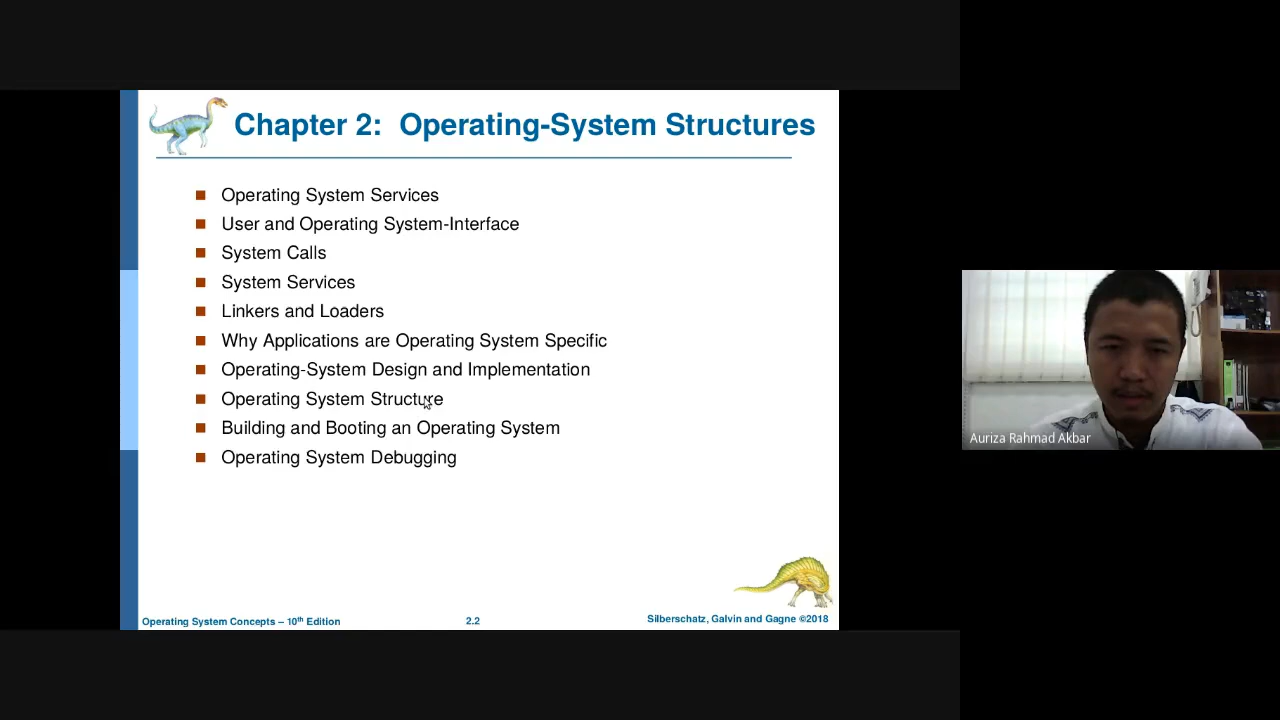 Chapter 2: Operating-System Structures
Operating System Services
User and Operating System-Interface
System Calls
System Services
Linkers and Loaders
Why Applications are Operating System Specific
Operating-System Design and Implementation
Operating System Structure
Building and Booting an Operating System
Operating System Debugging
Operating System Concepts – 10th Edition
2.2
Silberschatz, Galvin and Gagne ©2018
Auriza Rahmad Akbar